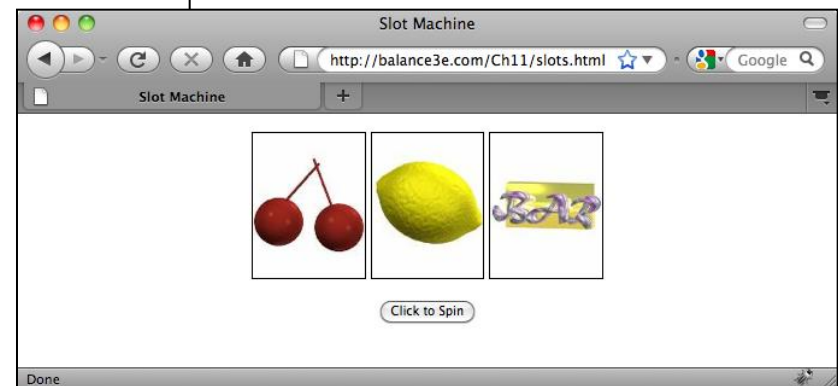 Slot Machine
http://balance3e.com/Ch11/slots.html
Google
Slot Machine
BAR
Click to Spin
Done